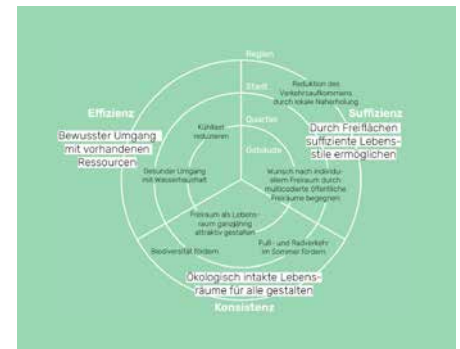 Region
Reduktion des
Verkehrsaufkommens
durch lokale Naherholung
Stadt
Effizienz
Suffizienz
Quartier
Kühllast
reduzieren
Bewusster Umgang
mit vorhandenen
Ressourcen
Durch Freiflächen
suffiziente Lebens-
stile ermöglichen
Gebäude
Gesunder Umgang
mit Wasserhaushalt
Wunsch nach individu-
ellem Freiraum durch
multicodierte öffentliche
Freiräume begegnen
Freiraum als Lebens-
raum ganzjährig
attraktiv gestalten
Biodiversität fördern
Fuß- und Radverkehr
im Sommer fördern
Ökologisch intakte Lebens-
räume für alle gestalten
Konsistenz